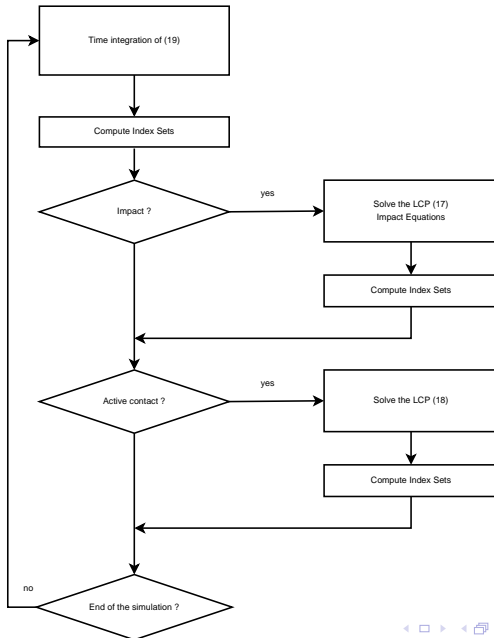 Time integration of (19)
Compute Index Sets
Impact ?
yes
Solve the LCP (17)
Impact Equations
Compute Index Sets
Active contact ?
yes
Solve the LCP (18)
Compute Index Sets
no
End of the simulation ?